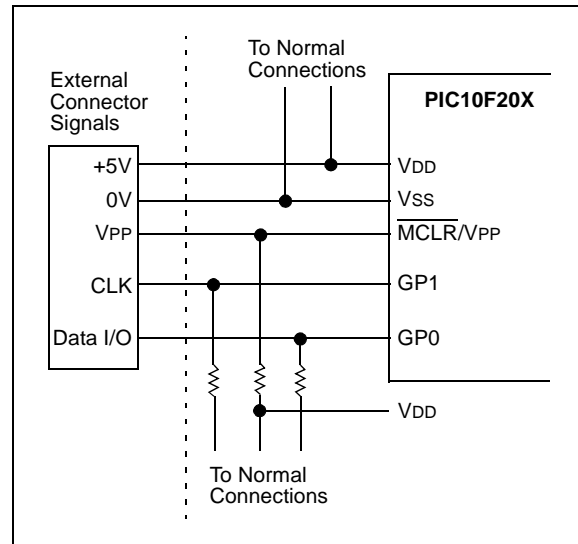 To Normal
Connections
External
Connector
Signals
PIC10F20X
+5V
VDD
0V
VSS
VPP
MCLR/VPP
CLK
GP1
Data I/O
GP0
VDD
To Normal
Connections